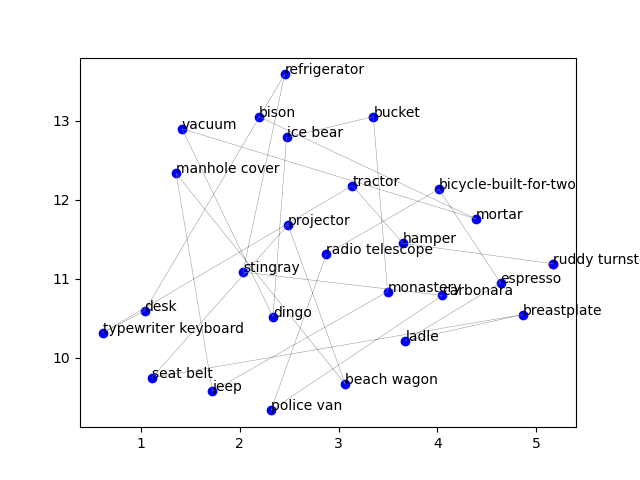 refrigerator
bison
bucket
vacuum
ice bear
manhole cover
tractor
bicycle-built-for-two
mortar
projector
hamper
radio telescope
ruddy turnst
stingray
espresso
monastery
carbonara
desk
dingo
breastplate
typewriter keyboard
ladle
seat belt
beach wagon
jeep
police van
13
12
11
10
1 2 3 4 5